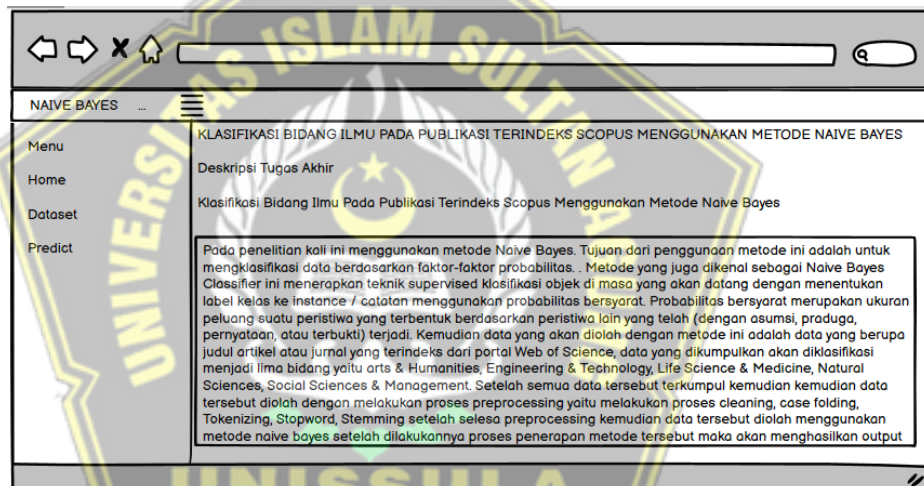 UNIVERSITAS ISLAM SULTAN AGUNG
NAIVE BAYES ...
Menu
Home
Dataset
Predict
KLASIFIKASI BIDANG ILMU PADA PUBLIKASI TERINDEKS SCOPUS MENGGUNAKAN METODE NAIVE BAYES
Deskripsi Tugas Akhir
Klasifikasi Bidang Ilmu Pada Publikasi Terindeks Scopus Menggunakan Metode Naive Bayes
Pada penelitian kali ini menggunakan metode Naive Bayes. Tujuan dari penggunaan metode ini adalah untuk
mengklasifikasi data berdasarkan faktor-faktor probabilitas. . Metode yang juga dikenal sebagai Naive Bayes
Classifier ini menerapkan teknik supervised klasifikasi objek di masa yang akan datang dengan menentukan
label kelas ke instance / catatan menggunakan probabilitas bersyarat. Probabilitas bersyarat merupakan ukuran
peluang suatu peristiwa yang terbentuk berdasarkan peristiwa lain yang telah (dengan asumsi, praduga,
pernyataan, atau terbukti) terjadi. Kemudian data yang akan diolah dengan metode ini adalah data yang berupa
judul artikel atau jurnal yang terindeks dari portal Web of Science, data yang dikumpulkan akan diklasifikasi
menjadi lima bidang yaitu arts & Humanities, Engineering & Technology, Life Science & Medicine, Natural
Sciences, Social Sciences & Management. Setelah semua data tersebut terkumpul kemudian kemudian data
tersebut diolah dengan melakukan proses preprocessing yaitu melakukan proses cleaning, case folding,
Tokenizing, Stopword, Stemming setelah selesa preprocessing kemudian data tersebut diolah menggunakan
metode naive bayes setelah dilakukannya proses penerapan metode tersebut maka akan menghasilkan output
UNISSULA